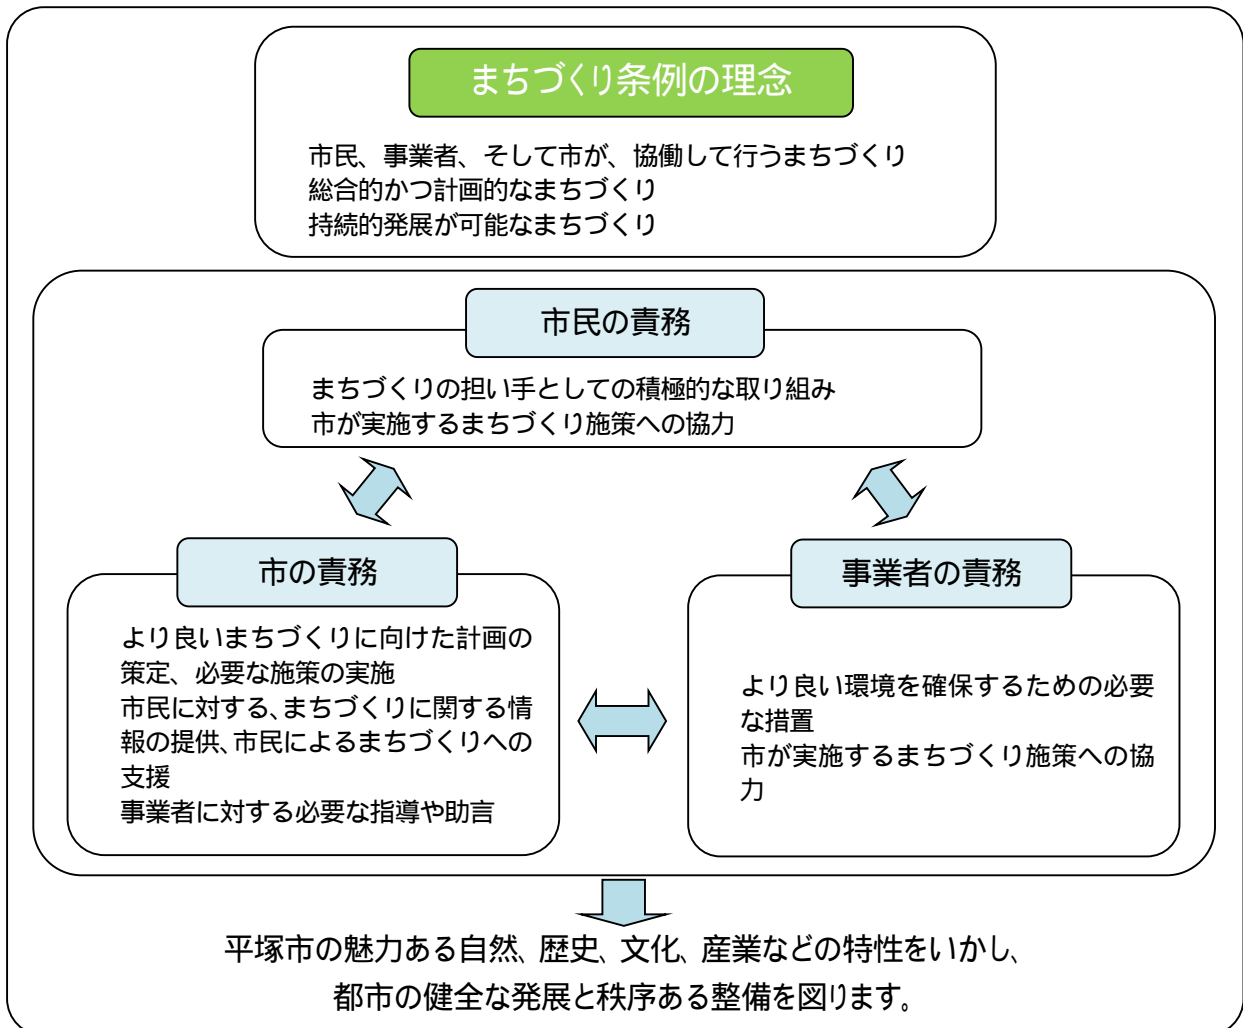 まちづくり条例の理念
市民、事業者、そして市が、協働して行うまちづくり
総合的かつ計画的なまちづくり
持続的発展が可能なまちづくり
市民の責務
まちづくりの担い手としての積極的な取り組み
市が実施するまちづくり施策への協力
市の責務
より良いまちづくりに向けた計画の
策定、必要な施策の実施
市民に対する、まちづくりに関する情
報の提供、市民によるまちづくりへの
支援
事業者に対する必要な指導や助言
事業者の責務
より良い環境を確保するための必要
な措置
市が実施するまちづくり施策への協
力
平塚市の魅力ある自然、歴史、文化、産業などの特性をいかし、
都市の健全な発展と秩序ある整備を図ります。